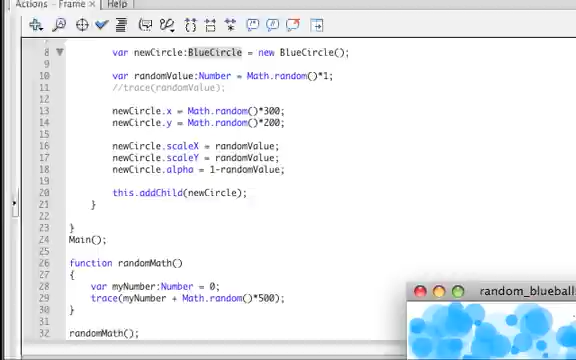 Actions - Frame
Help
8 var newCircle:BlueCircle = new BlueCircle();
9
10 var randomValue:Number = Math.random()*1;
11 //trace(randomValue);
12
13 newCircle.x = Math.random()*300;
14 newCircle.y = Math.random()*200;
15
16 newCircle.scaleX = randomValue;
17 newCircle.scaleY = randomValue;
18 newCircle.alpha = 1-randomValue;
19
20 this.addChild(newCircle);
21 }
22
23 }
24 Main();
25
26 function randomMath()
27 {
28 var myNumber:Number = 0;
29 trace(myNumber + Math.random()*500);
30 }
31
32 randomMath();
random_blueball